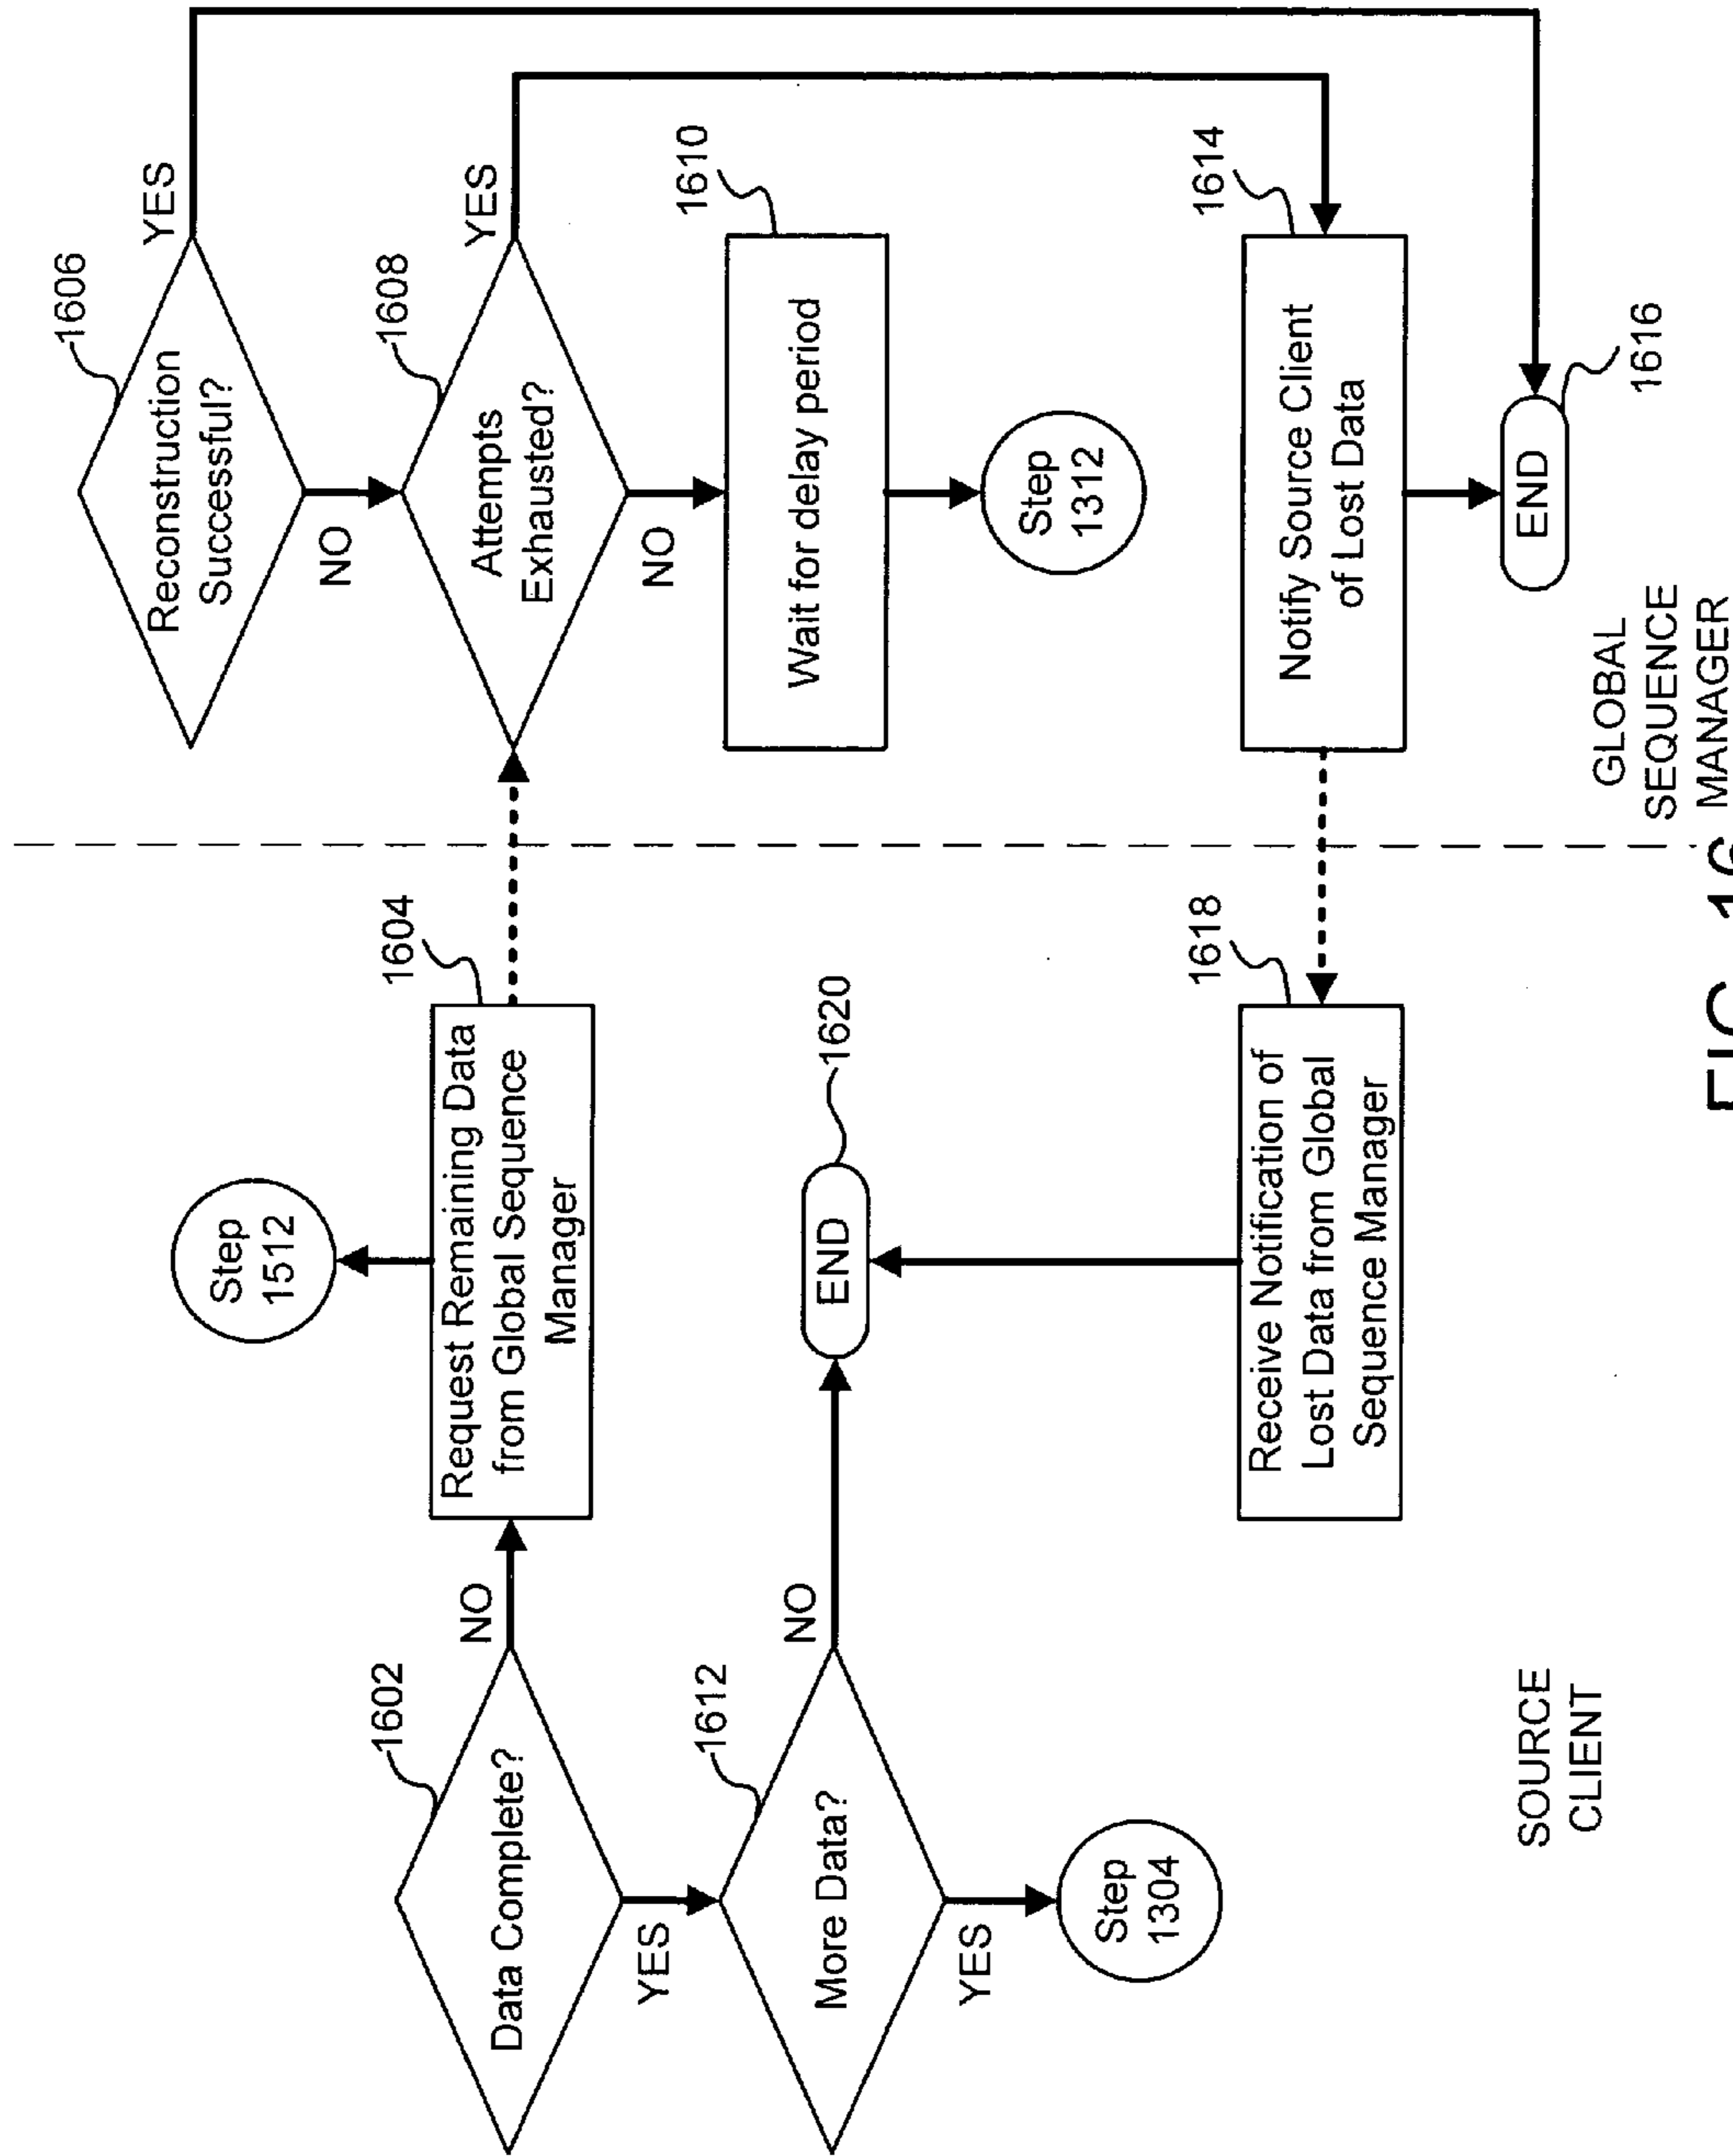 1606
Reconstruction
Successful?
YES
NO
1608
Attempts
Exhausted?
YES
NO
1610
Wait for delay period
Step
1312
1614
Notify Source Client
of Lost Data
END
1616
GLOBAL
SEQUENCE
MANAGER
Step
1512
1604
Request Remaining Data
from Global Sequence
Manager
1602
Data Complete?
NO
YES
1612
More Data?
NO
YES
Step
1304
END
1620
1618
Receive Notification of
Lost Data from Global
Sequence Manager
SOURCE
CLIENT
FIG. 16